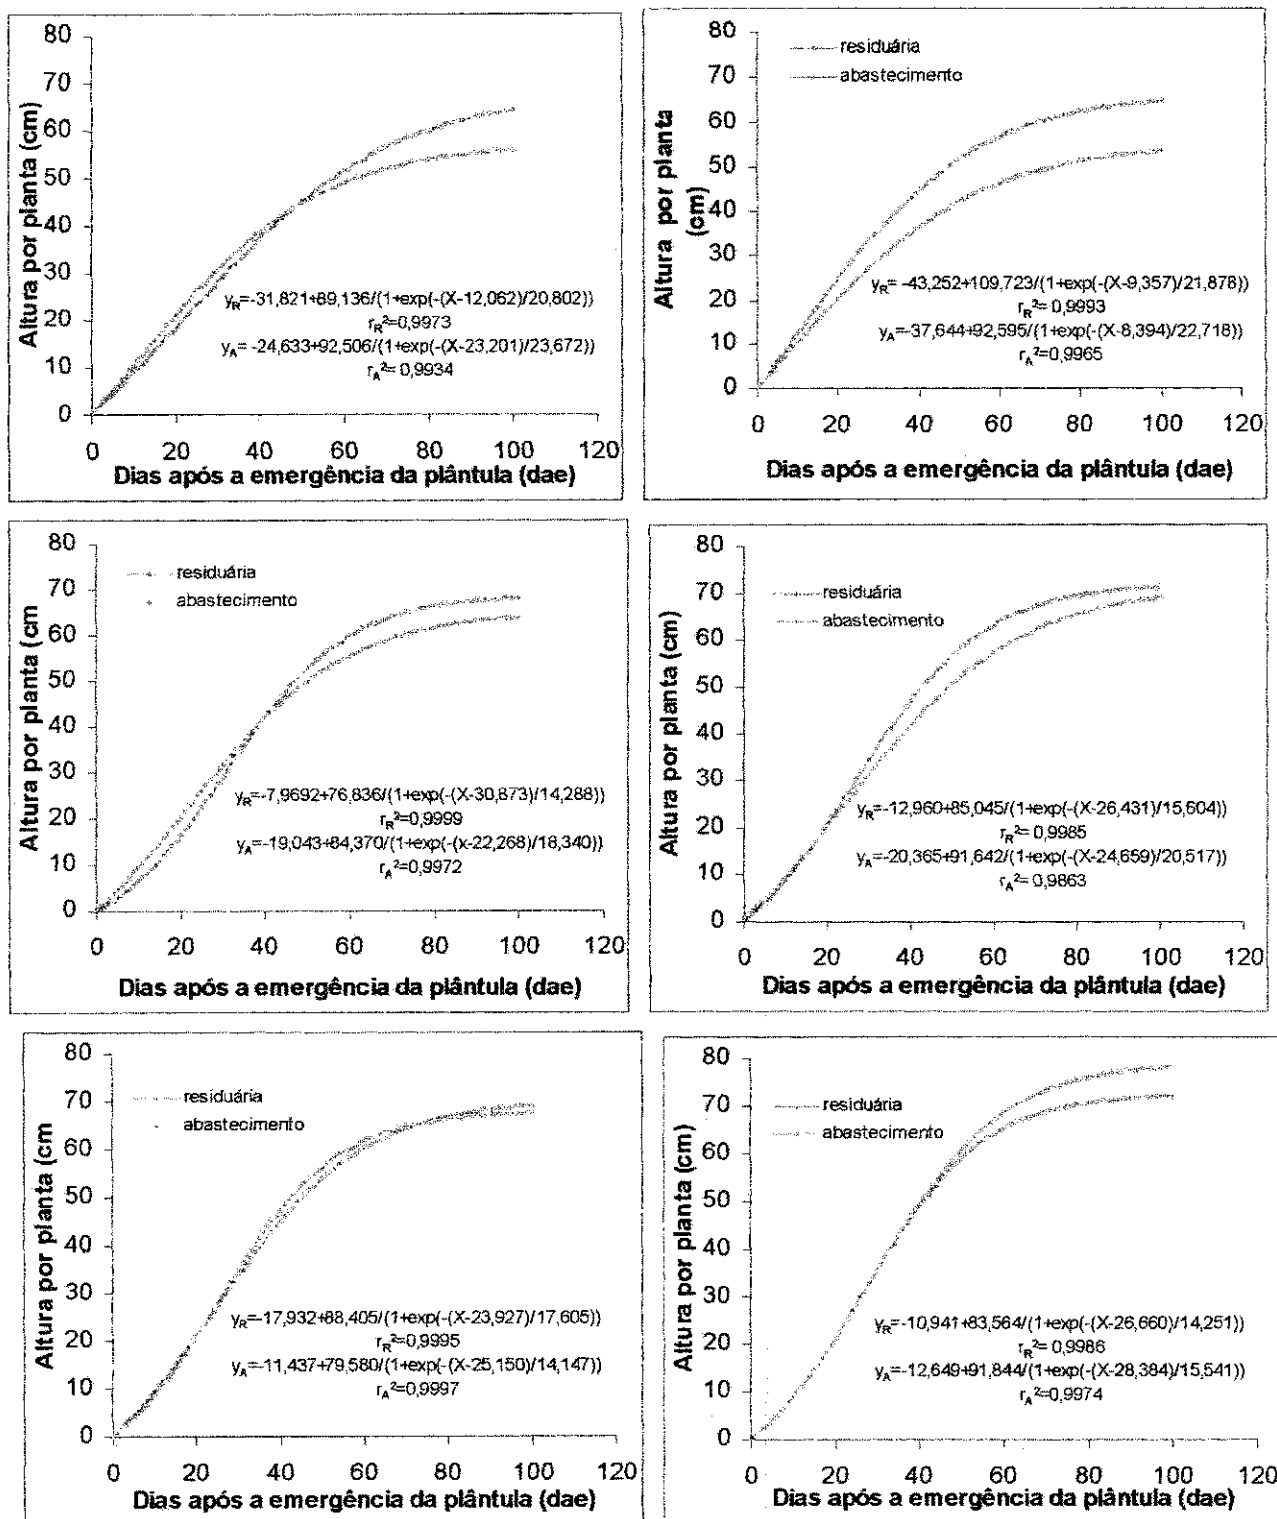 80
70
60
50
40
30
20
10
0
Altura por planta (cm)
y_R=-31,821+89,136/(1+exp(-(X-12,062)/20,802))
r_R²=0,9973
y_A= -24,633+92,506/(1+exp(-(X-23,201)/23,672))
r_A²= 0,9934
0 20 40 60 80 100 120
Dias após a emergência da plântula (dae)
80
70
60
50
40
30
20
10
0
Altura por planta
(cm)
residuária
abastecimento
y_R= -43,252+109,723/(1+exp(-(X-9,357)/21,878))
r_R²= 0,9993
y_A=-37,644+92,595/(1+exp(-(X-8,394)/22,718))
r_A²=0,9965
0 20 40 60 80 100 120
Dias após a emergência da plântula (dae)
80
70
60
50
40
30
20
10
0
Altura por planta (cm
residuária
abastecimento
y_R=-7,9692+76,836/(1+exp(-(X-30,873)/14,288))
r_R²=0,9999
y_A=-19,043+84,370/(1+exp(-(x-22,268)/18,340))
r_A²=0,9972
0 20 40 60 80 100 120
Dias após a emergência da plântula (dae)
80
70
60
50
40
30
20
10
0
Altura por planta (cm)
residuária
abastecimento
y_R=-12,960+85,045/(1+exp(-(X-26,431)/15,604))
r_R²= 0,9985
y_A=-20,365+91,642/(1+exp(-(X-24,659)/20,517))
r_A²= 0,9863
0 20 40 60 80 100 120
Dias após a emergência da plântula (dae)
80
70
60
50
40
30
20
10
0
Altura por planta (cm
residuária
abastecimento
y_R=-17,932+88,405/(1+exp(-(X-23,927)/17,605))
r_R²=0,9995
y_A=-11,437+79,580/(1+exp(-(X-25,150)/14,147))
r_A²=0,9997
0 20 40 60 80 100 120
Dias após a emergência da plântula (dae)
80
70
60
50
40
30
20
10
0
Altura por planta (cm)
residuária
abastecimento
y_R=-10,941+83,564/(1+exp(-(X-26,660)/14,251))
r_R²= 0,9986
y_A=-12,649+91,844/(1+exp(-(X-28,384)/15,541))
r_A²=0,9974
0 20 40 60 80 100 120
Dias após a emergência da plântula (dae)